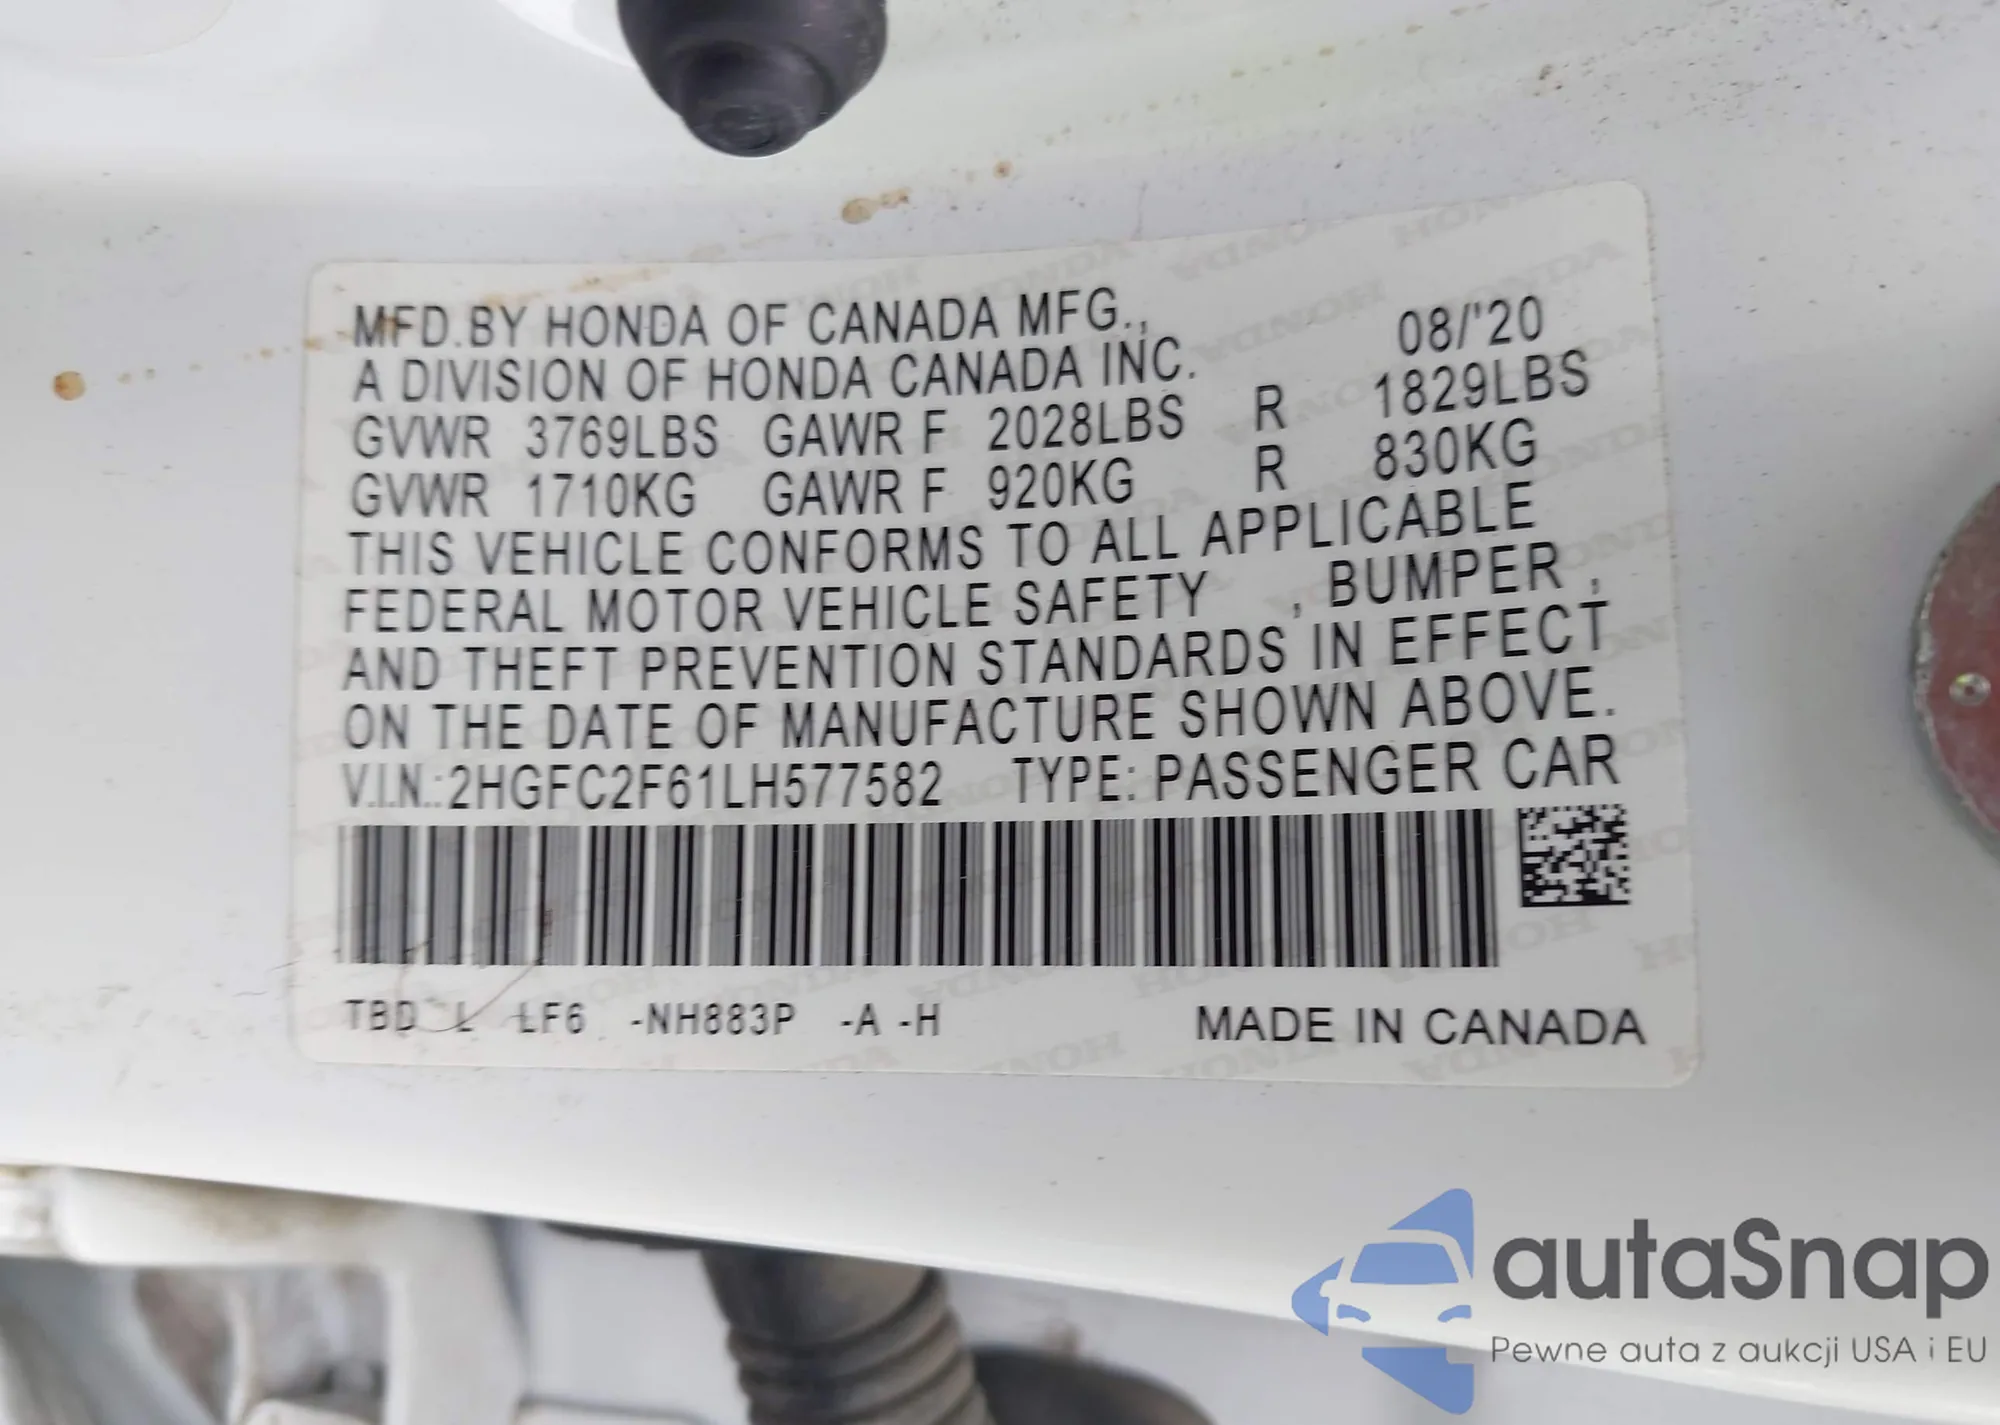 MFD.BY HONDA OF CANADA MFG., 08/'20
A DIVISION OF HONDA CANADA INC.
GVWR 3769LBS GAWR F 2028LBS R 1829LBS
GVWR 1710KG GAWR F 920KG R 830KG
THIS VEHICLE CONFORMS TO ALL APPLICABLE
FEDERAL MOTOR VEHICLE SAFETY , BUMPER ,
AND THEFT PREVENTION STANDARDS IN EFFECT
ON THE DATE OF MANUFACTURE SHOWN ABOVE.
V.I.N.:2HGFC2F61LH577582 TYPE: PASSENGER CAR
TBD L LF6 -NH883P -A -H MADE IN CANADA
autaSnap
Pewne auta z aukcji USA i EU